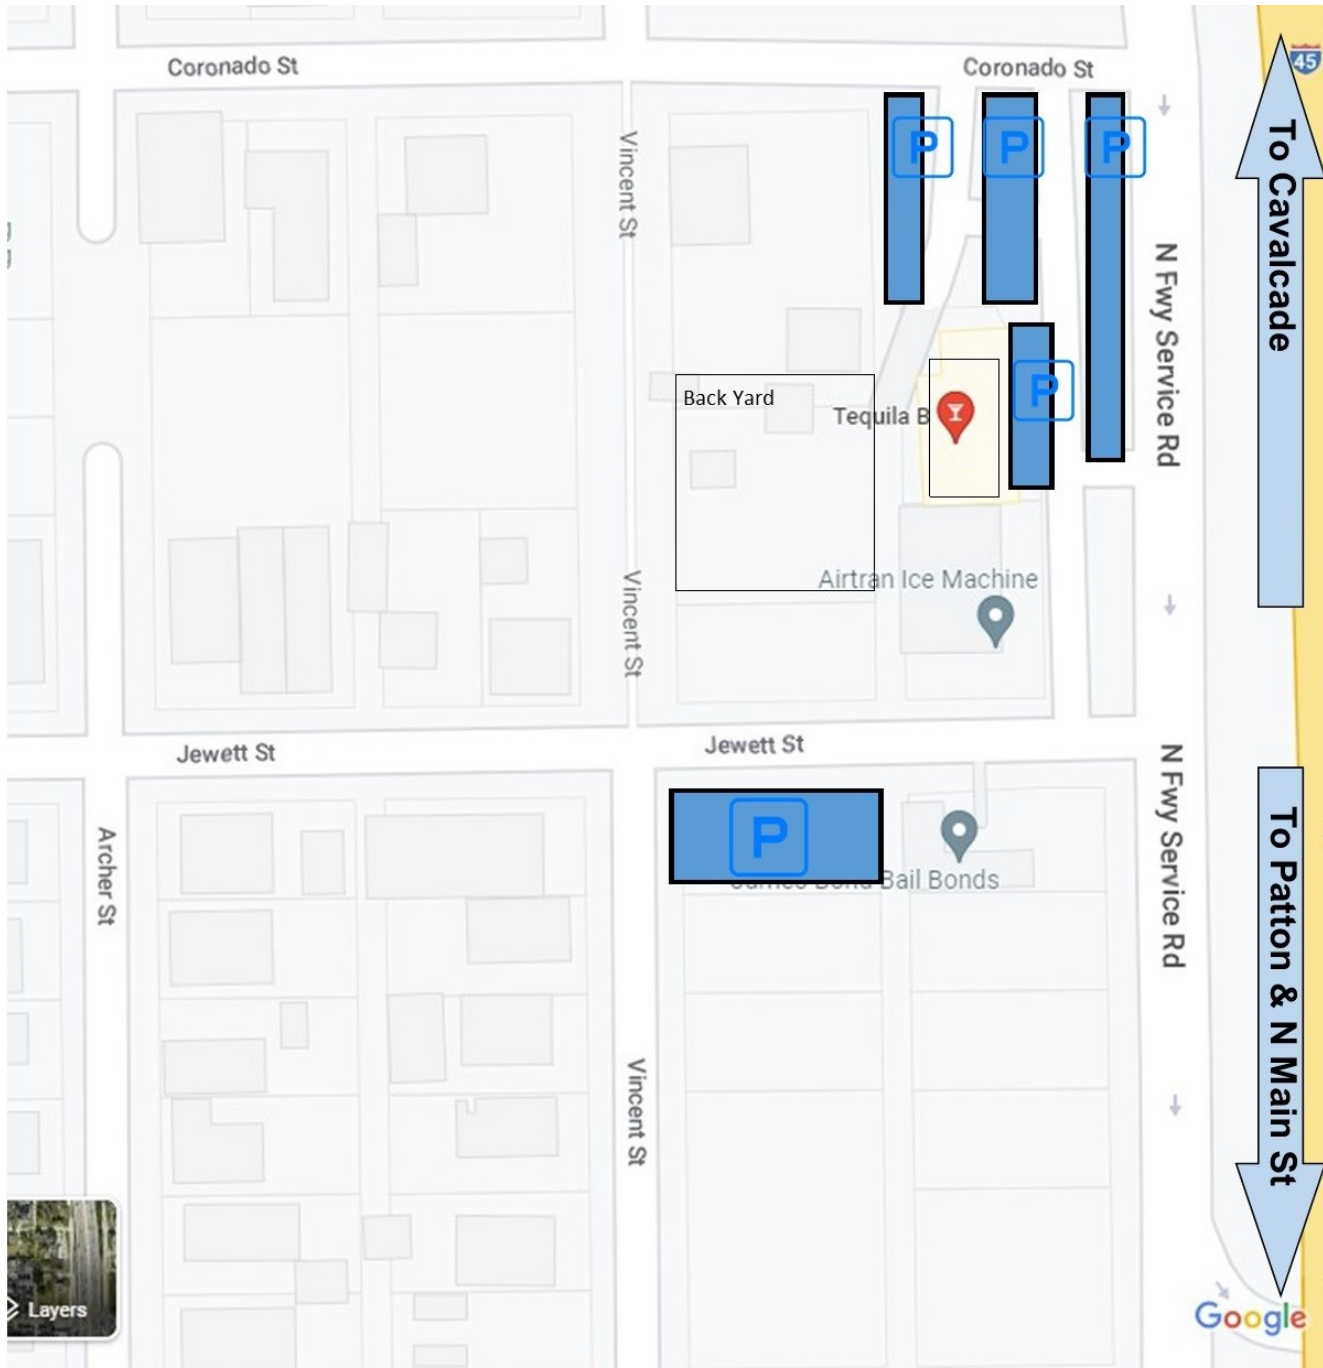 Coronado St
Coronado St
45
P
P
P
To Cavalcade
Vincent St
N Fwy Service Rd
P
Back Yard
Tequila B
Airtran Ice Machine
Vincent St
Jewett St
Jewett St
N Fwy Service Rd
P
Bail Bonds
Archer St
To Patton & N Main St
Vincent St
Layers
Google